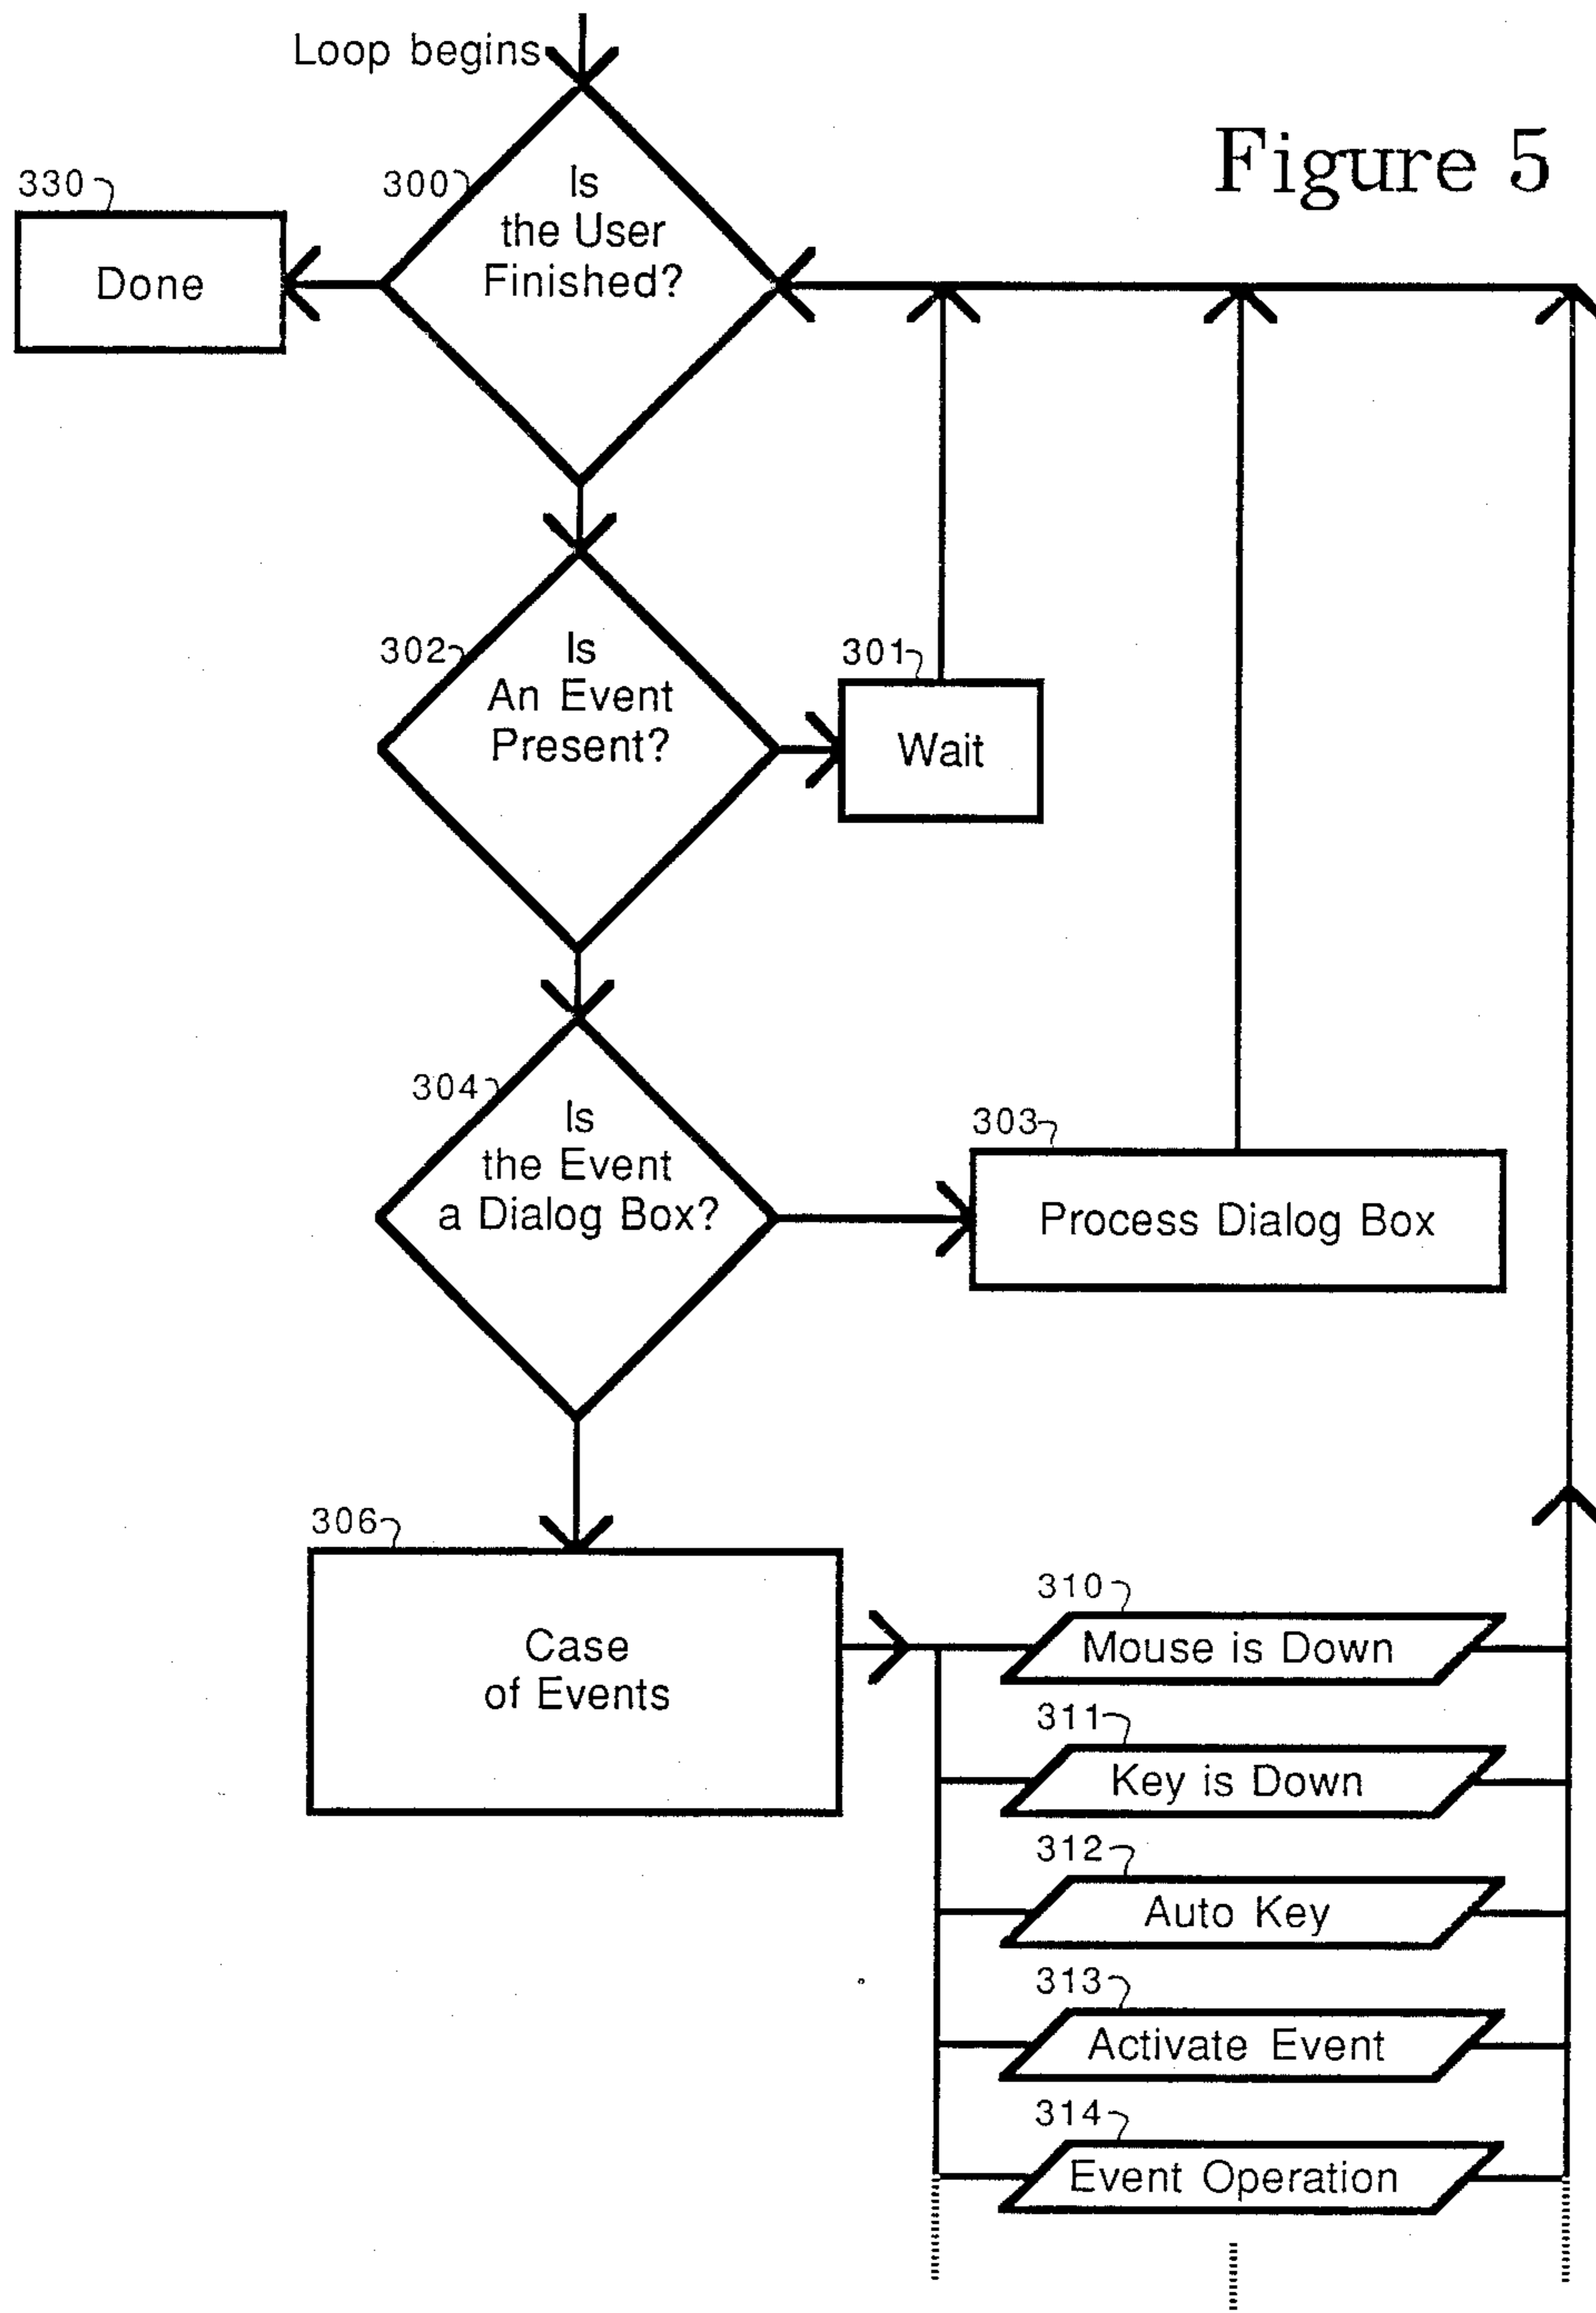 Loop begins
Figure 5
330
300
Is
the User
Finished?
Done
302
Is
An Event
Present?
301
Wait
304
Is
the Event
a Dialog Box?
303
Process Dialog Box
306
Case
of Events
310
Mouse is Down
311
Key is Down
312
Auto Key
313
Activate Event
314
Event Operation